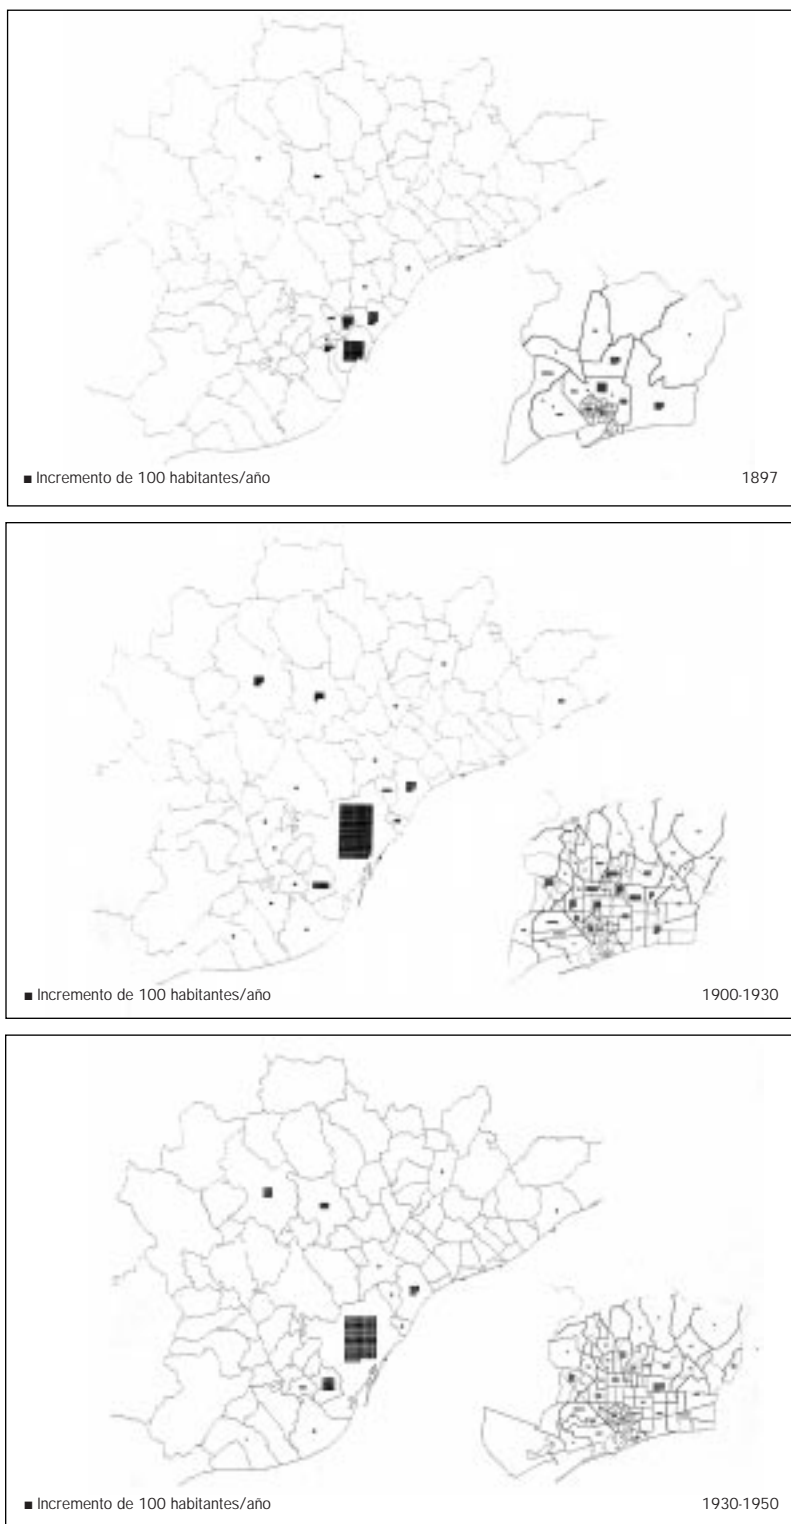 ■ Incremento de 100 habitantes/año 1897
■ Incremento de 100 habitantes/año 1900-1930
■ Incremento de 100 habitantes/año 1930-1950